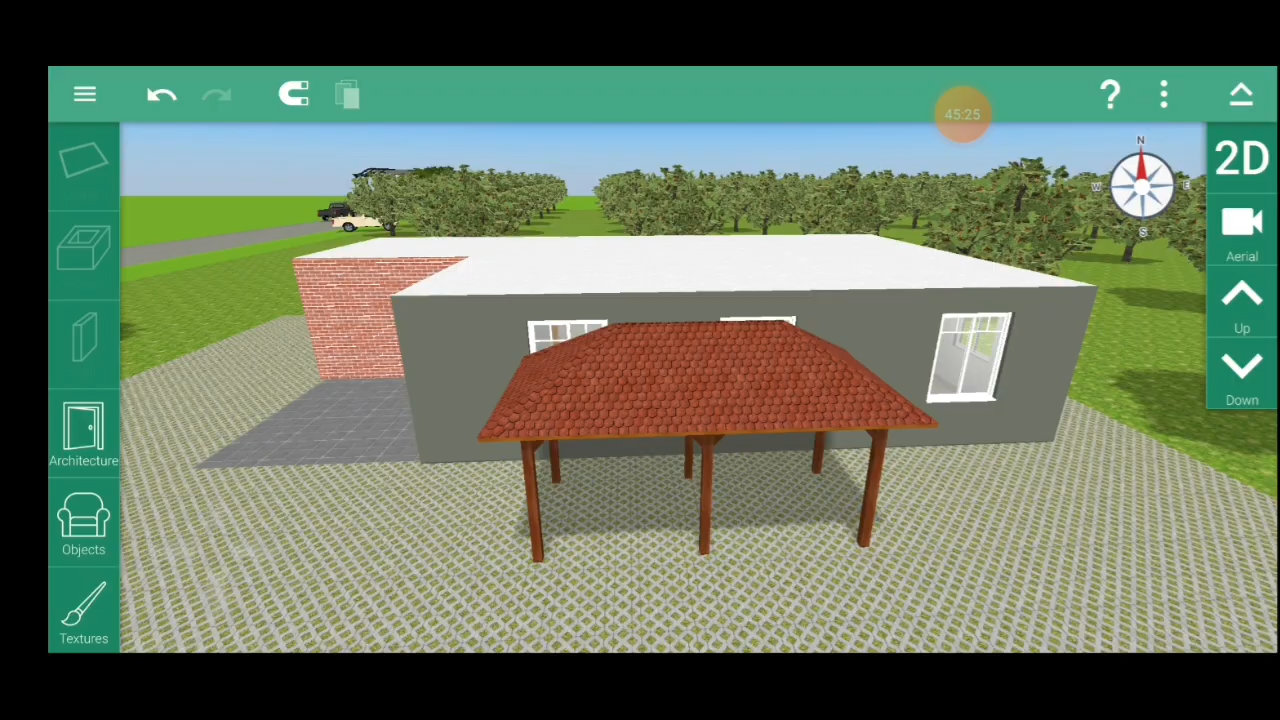 ?
45:25
2D
N
W
E
S
Aerial
Up
Down
Architecture
Objects
Textures